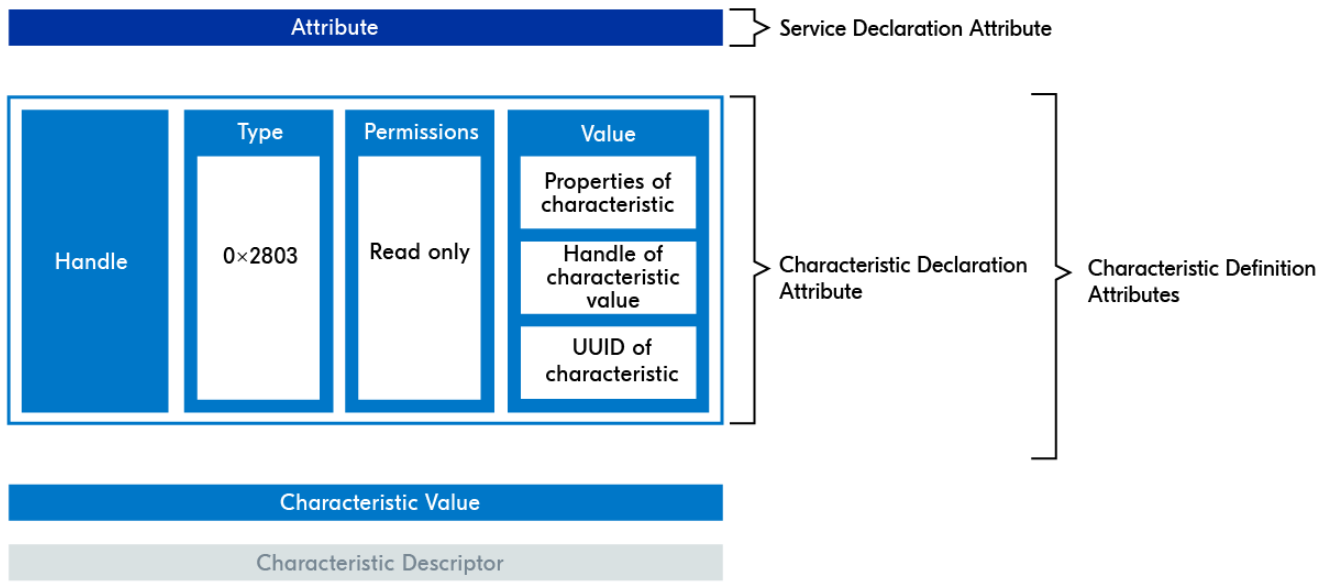 Attribute
Service Declaration Attribute
Handle
Type
0×2803
Permissions
Read only
Value
Properties of
characteristic
Handle of
characteristic
value
UUID of
characteristic
Characteristic Declaration
Attribute
Characteristic Definition
Attributes
Characteristic Value
Characteristic Descriptor